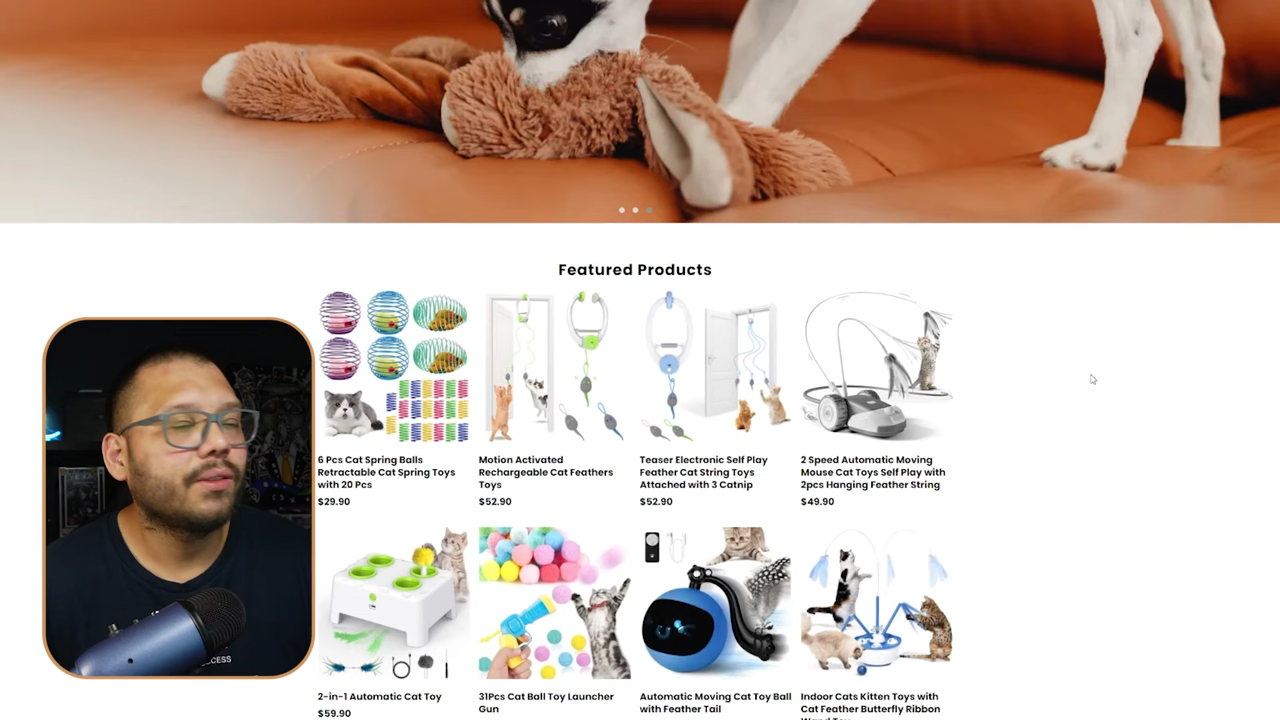 Featured Products
6 Pcs Cat Spring Balls
Retractable Cat Spring Toys
with 20 Pcs
$29.90
Motion Activated
Rechargeable Cat Feathers
Toys
$52.90
Teaser Electronic Self Play
Feather Cat String Toys
Attached with 3 Catnip
$52.90
2 Speed Automatic Moving
Mouse Cat Toys Self Play with
2pcs Hanging Feather String
$49.90
2-in-1 Automatic Cat Toy
$59.90
31Pcs Cat Ball Toy Launcher
Gun
Automatic Moving Cat Toy Ball
with Feather Tail
Indoor Cats Kitten Toys with
Cat Feather Butterfly Ribbon
Wand Toy